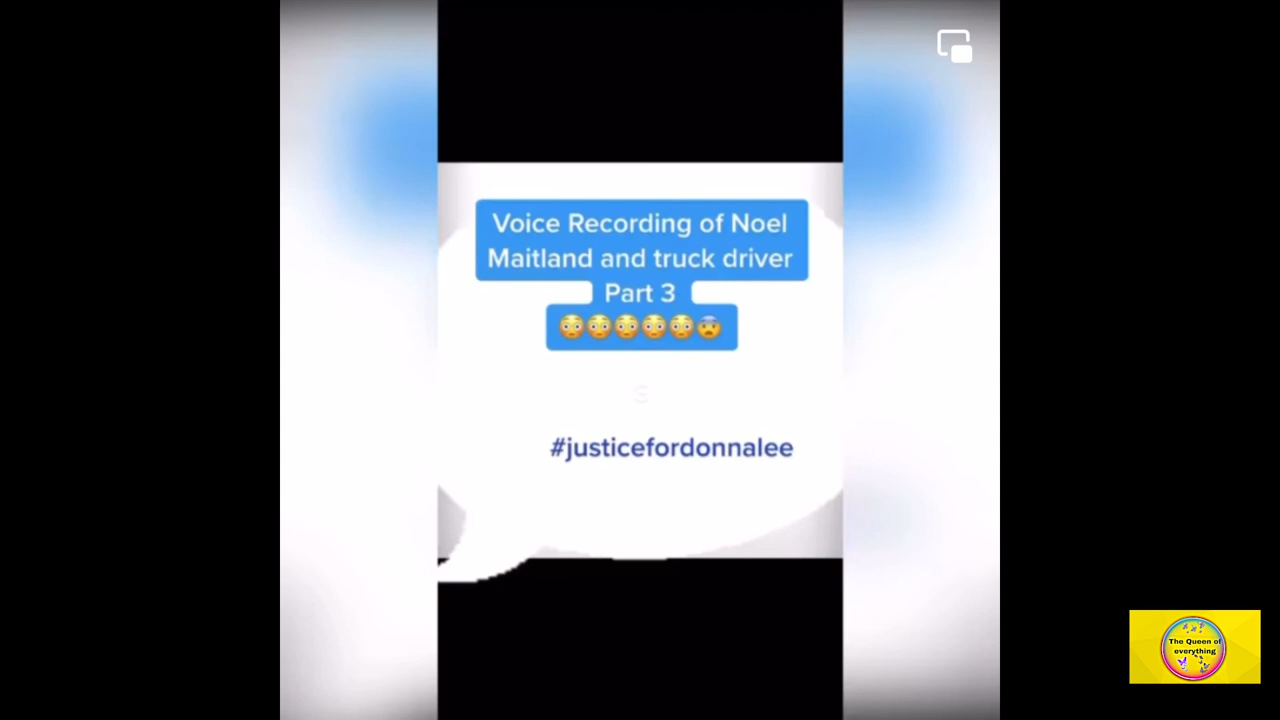 Voice Recording of Noel
Maitland and truck driver
Part 3
😳😳😳😳😳😨
#justicefordonnalee
The Queen of
everything